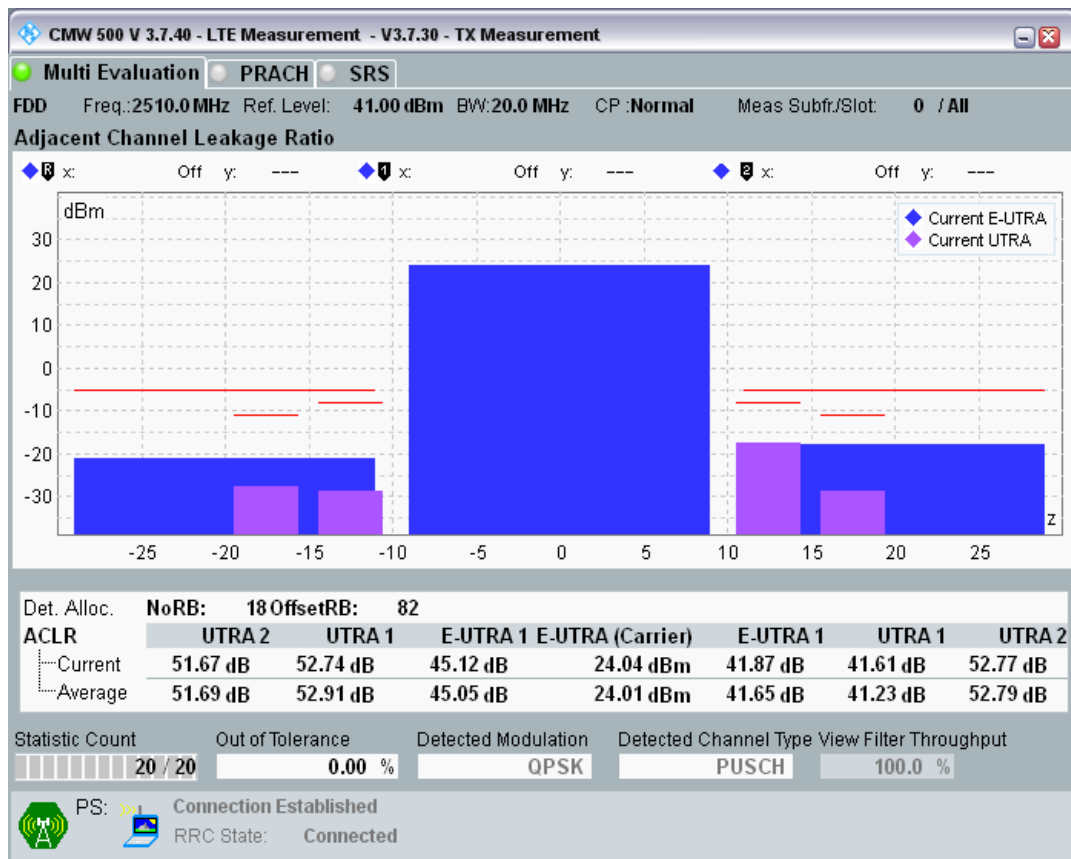 CMW 500 V 3.7.40 - LTE Measurement - V3.7.30 - TX Measurement
Multi Evaluation PRACH SRS
FDD Freq.:2510.0 MHz Ref. Level: 41.00 dBm BW:20.0 MHz CP :Normal Meas Subfr./Slot: 0 / All
Adjacent Channel Leakage Ratio
R x: Off y: --- 1 x: Off y: --- 2 x: Off y: ---
dBm
Current E-UTRA
Current UTRA
30
20
10
0
-10
-20
-30
z
-25 -20 -15 -10 -5 0 5 10 15 20 25
Det. Alloc. NoRB: 18 OffsetRB: 82
ACLR UTRA 2 UTRA 1 E-UTRA 1 E-UTRA (Carrier) E-UTRA 1 UTRA 1 UTRA 2
Current 51.67 dB 52.74 dB 45.12 dB 24.04 dBm 41.87 dB 41.61 dB 52.77 dB
Average 51.69 dB 52.91 dB 45.05 dB 24.01 dBm 41.65 dB 41.23 dB 52.79 dB
Statistic Count Out of Tolerance Detected Modulation Detected Channel Type View Filter Throughput
20 / 20 0.00 % QPSK PUSCH 100.0 %
PS: Connection Established
RRC State: Connected